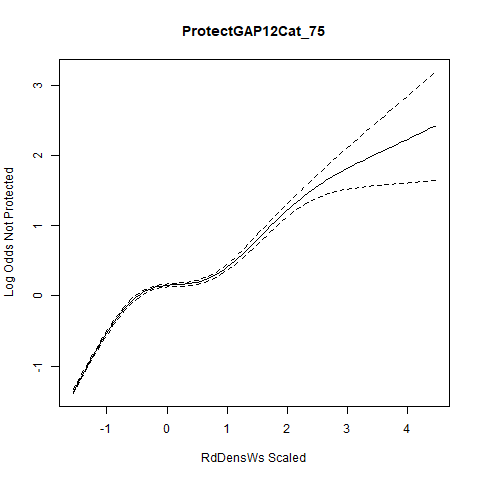 ProtectGAP12Cat_75
Log Odds Not Protected
3
2
1
0
-1
-1 0 1 2 3 4
RdDensWs Scaled